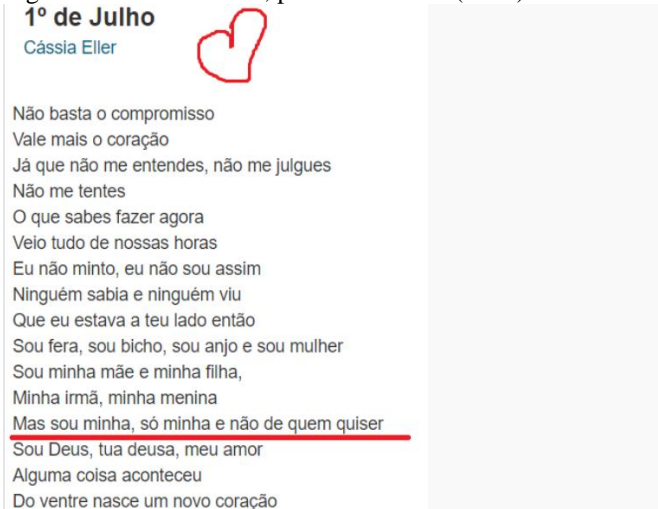 1º de Julho
Cássia Eller
Não basta o compromisso
Vale mais o coração
Já que não me entendes, não me julgues
Não me tentes
O que sabes fazer agora
Veio tudo de nossas horas
Eu não minto, eu não sou assim
Ninguém sabia e ninguém viu
Que eu estava a teu lado então
Sou fera, sou bicho, sou anjo e sou mulher
Sou minha mãe e minha filha,
Minha irmã, minha menina
Mas sou minha, só minha e não de quem quiser
Sou Deus, tua deusa, meu amor
Alguma coisa aconteceu
Do ventre nasce um novo coração